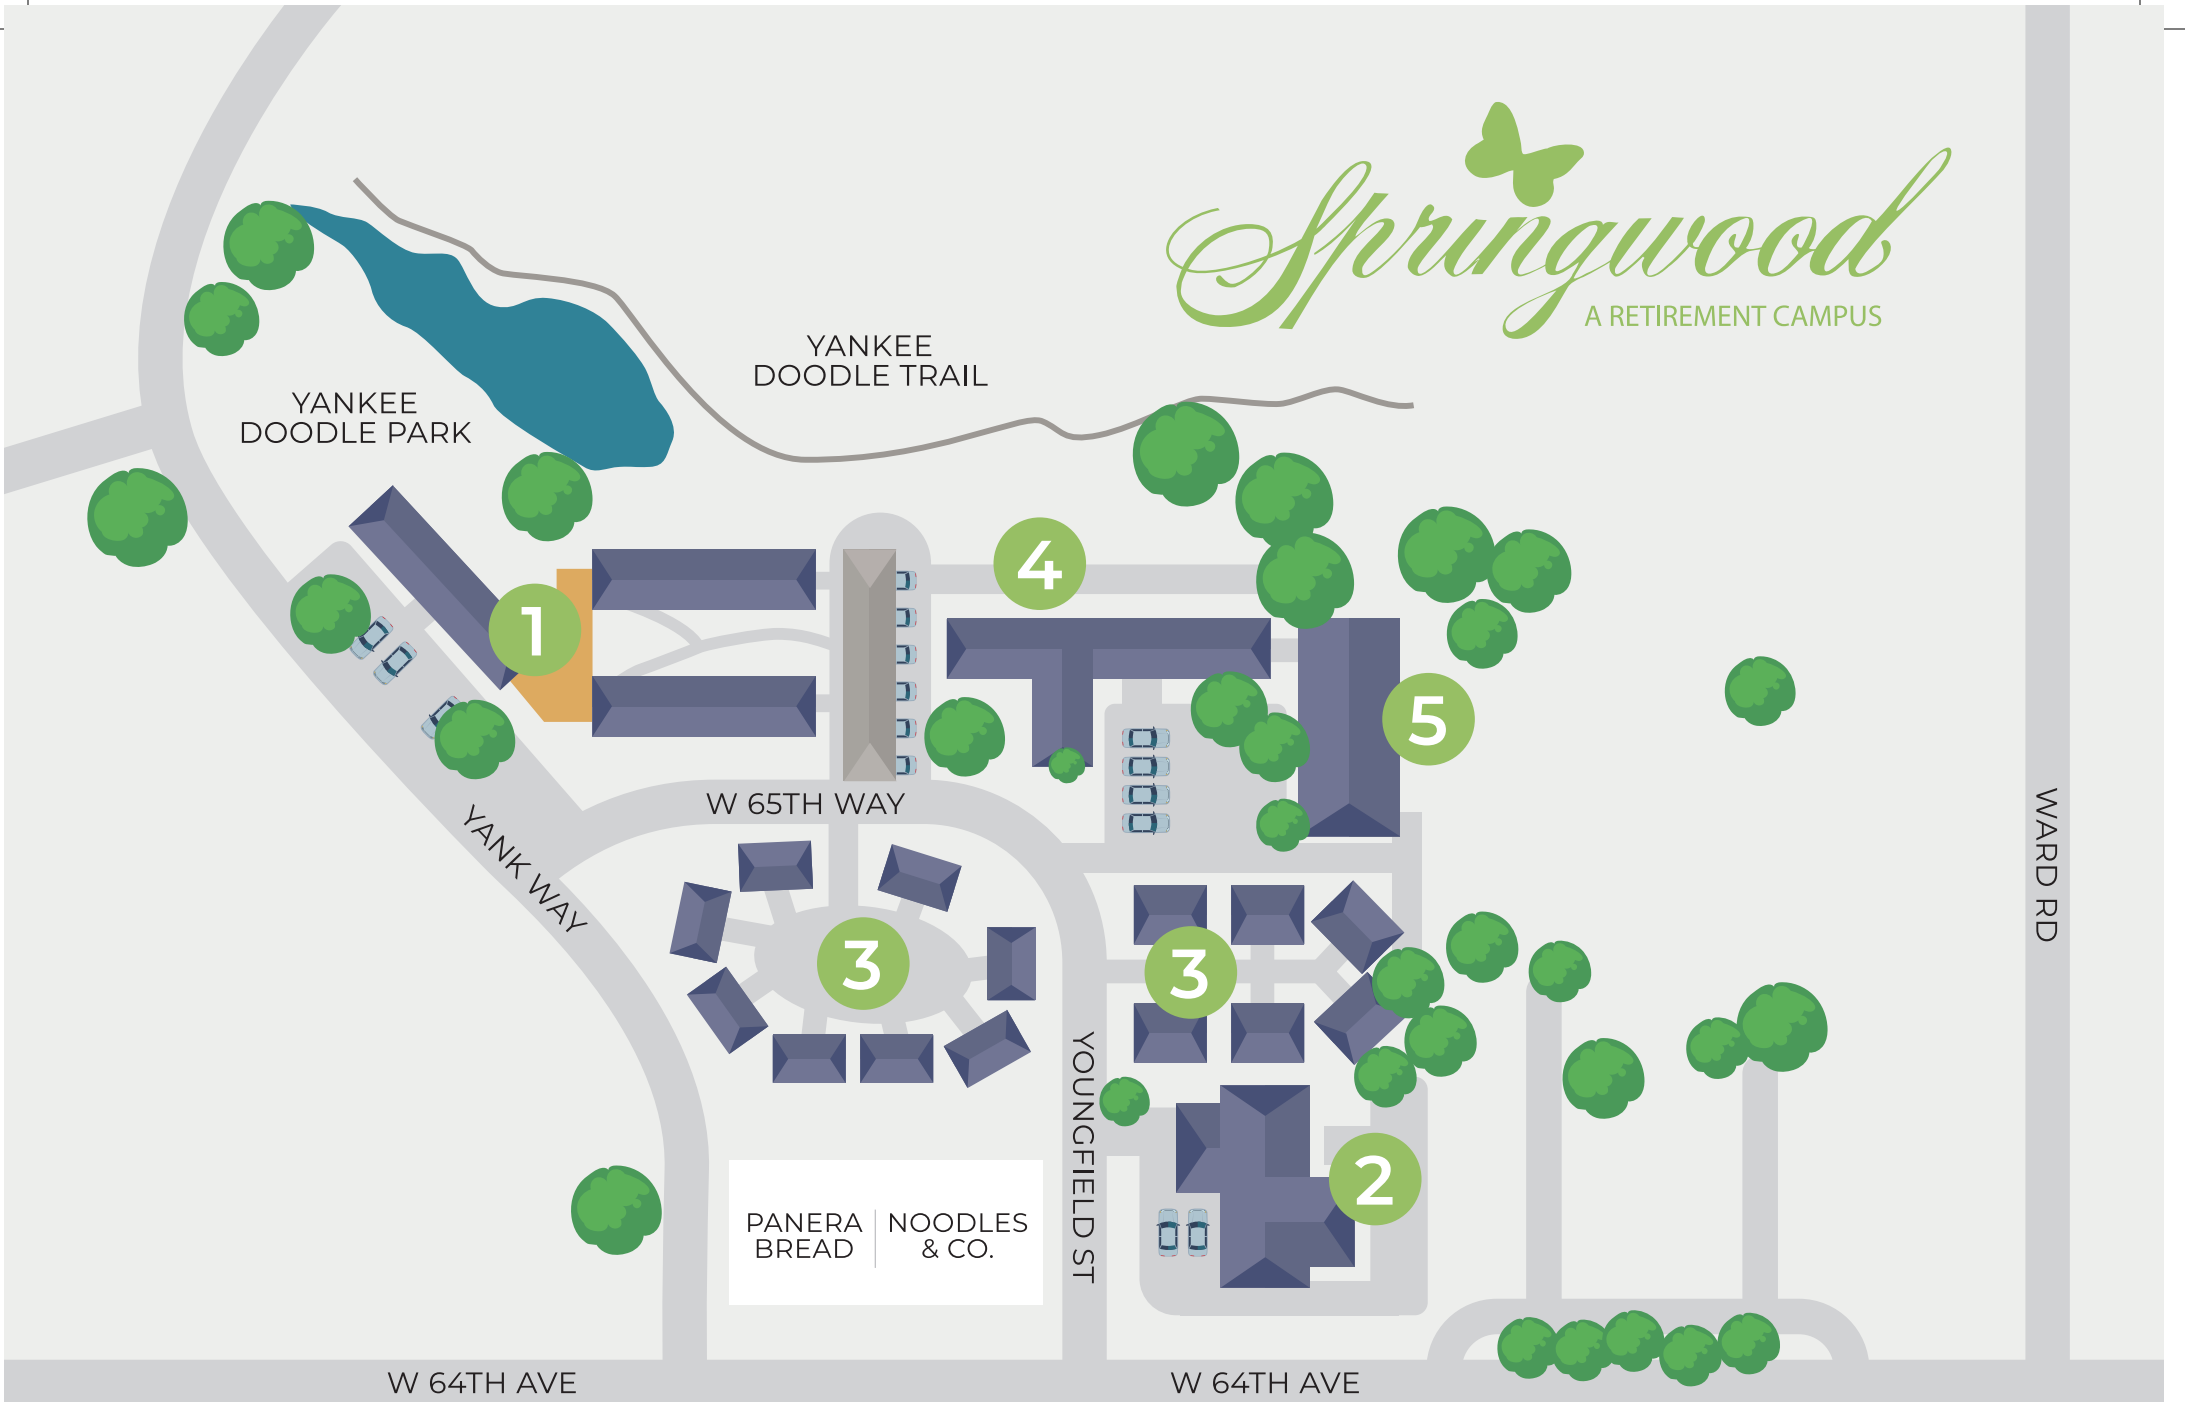 Springwood
A RETIREMENT CAMPUS
YANKEE
DOODLE TRAIL
YANKEE
DOODLE PARK
4
1
5
W 65TH WAY
YANK WAY
WARD RD
3
3
YOUNGFIELD ST
2
PANERA
BREAD
NOODLES
& CO.
W 64TH AVE
W 64TH AVE